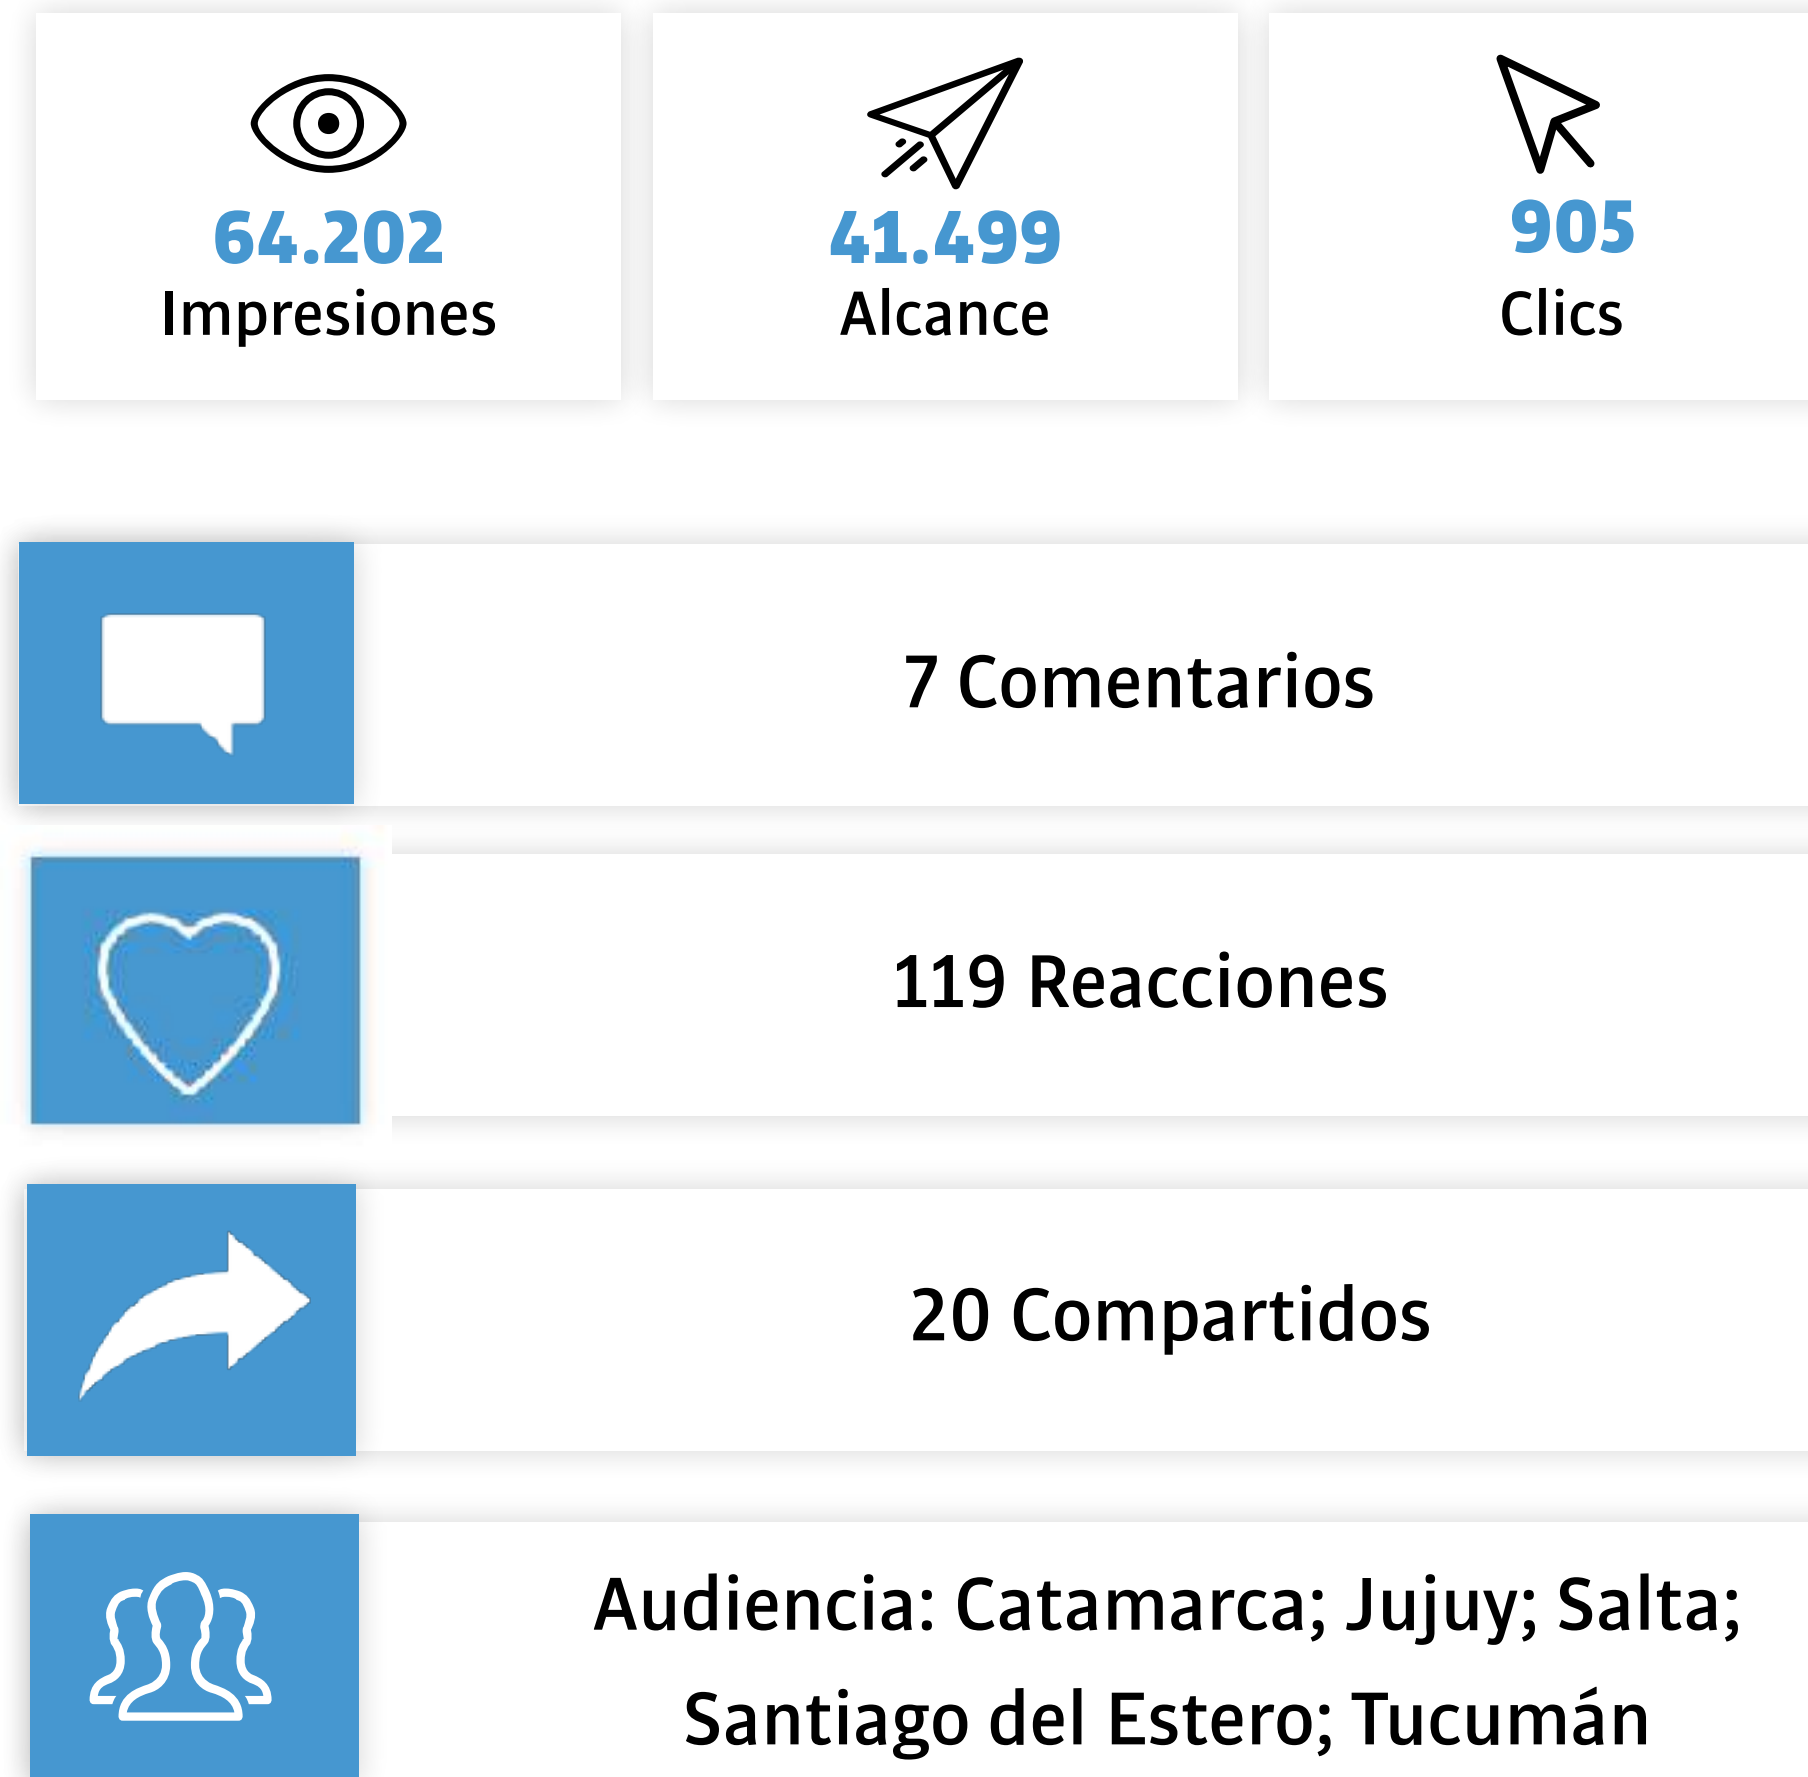 64.202
Impresiones
41.499
Alcance
905
Clics
7 Comentarios
119 Reacciones
20 Compartidos
Audiencia: Catamarca; Jujuy; Salta;
Santiago del Estero; Tucumán